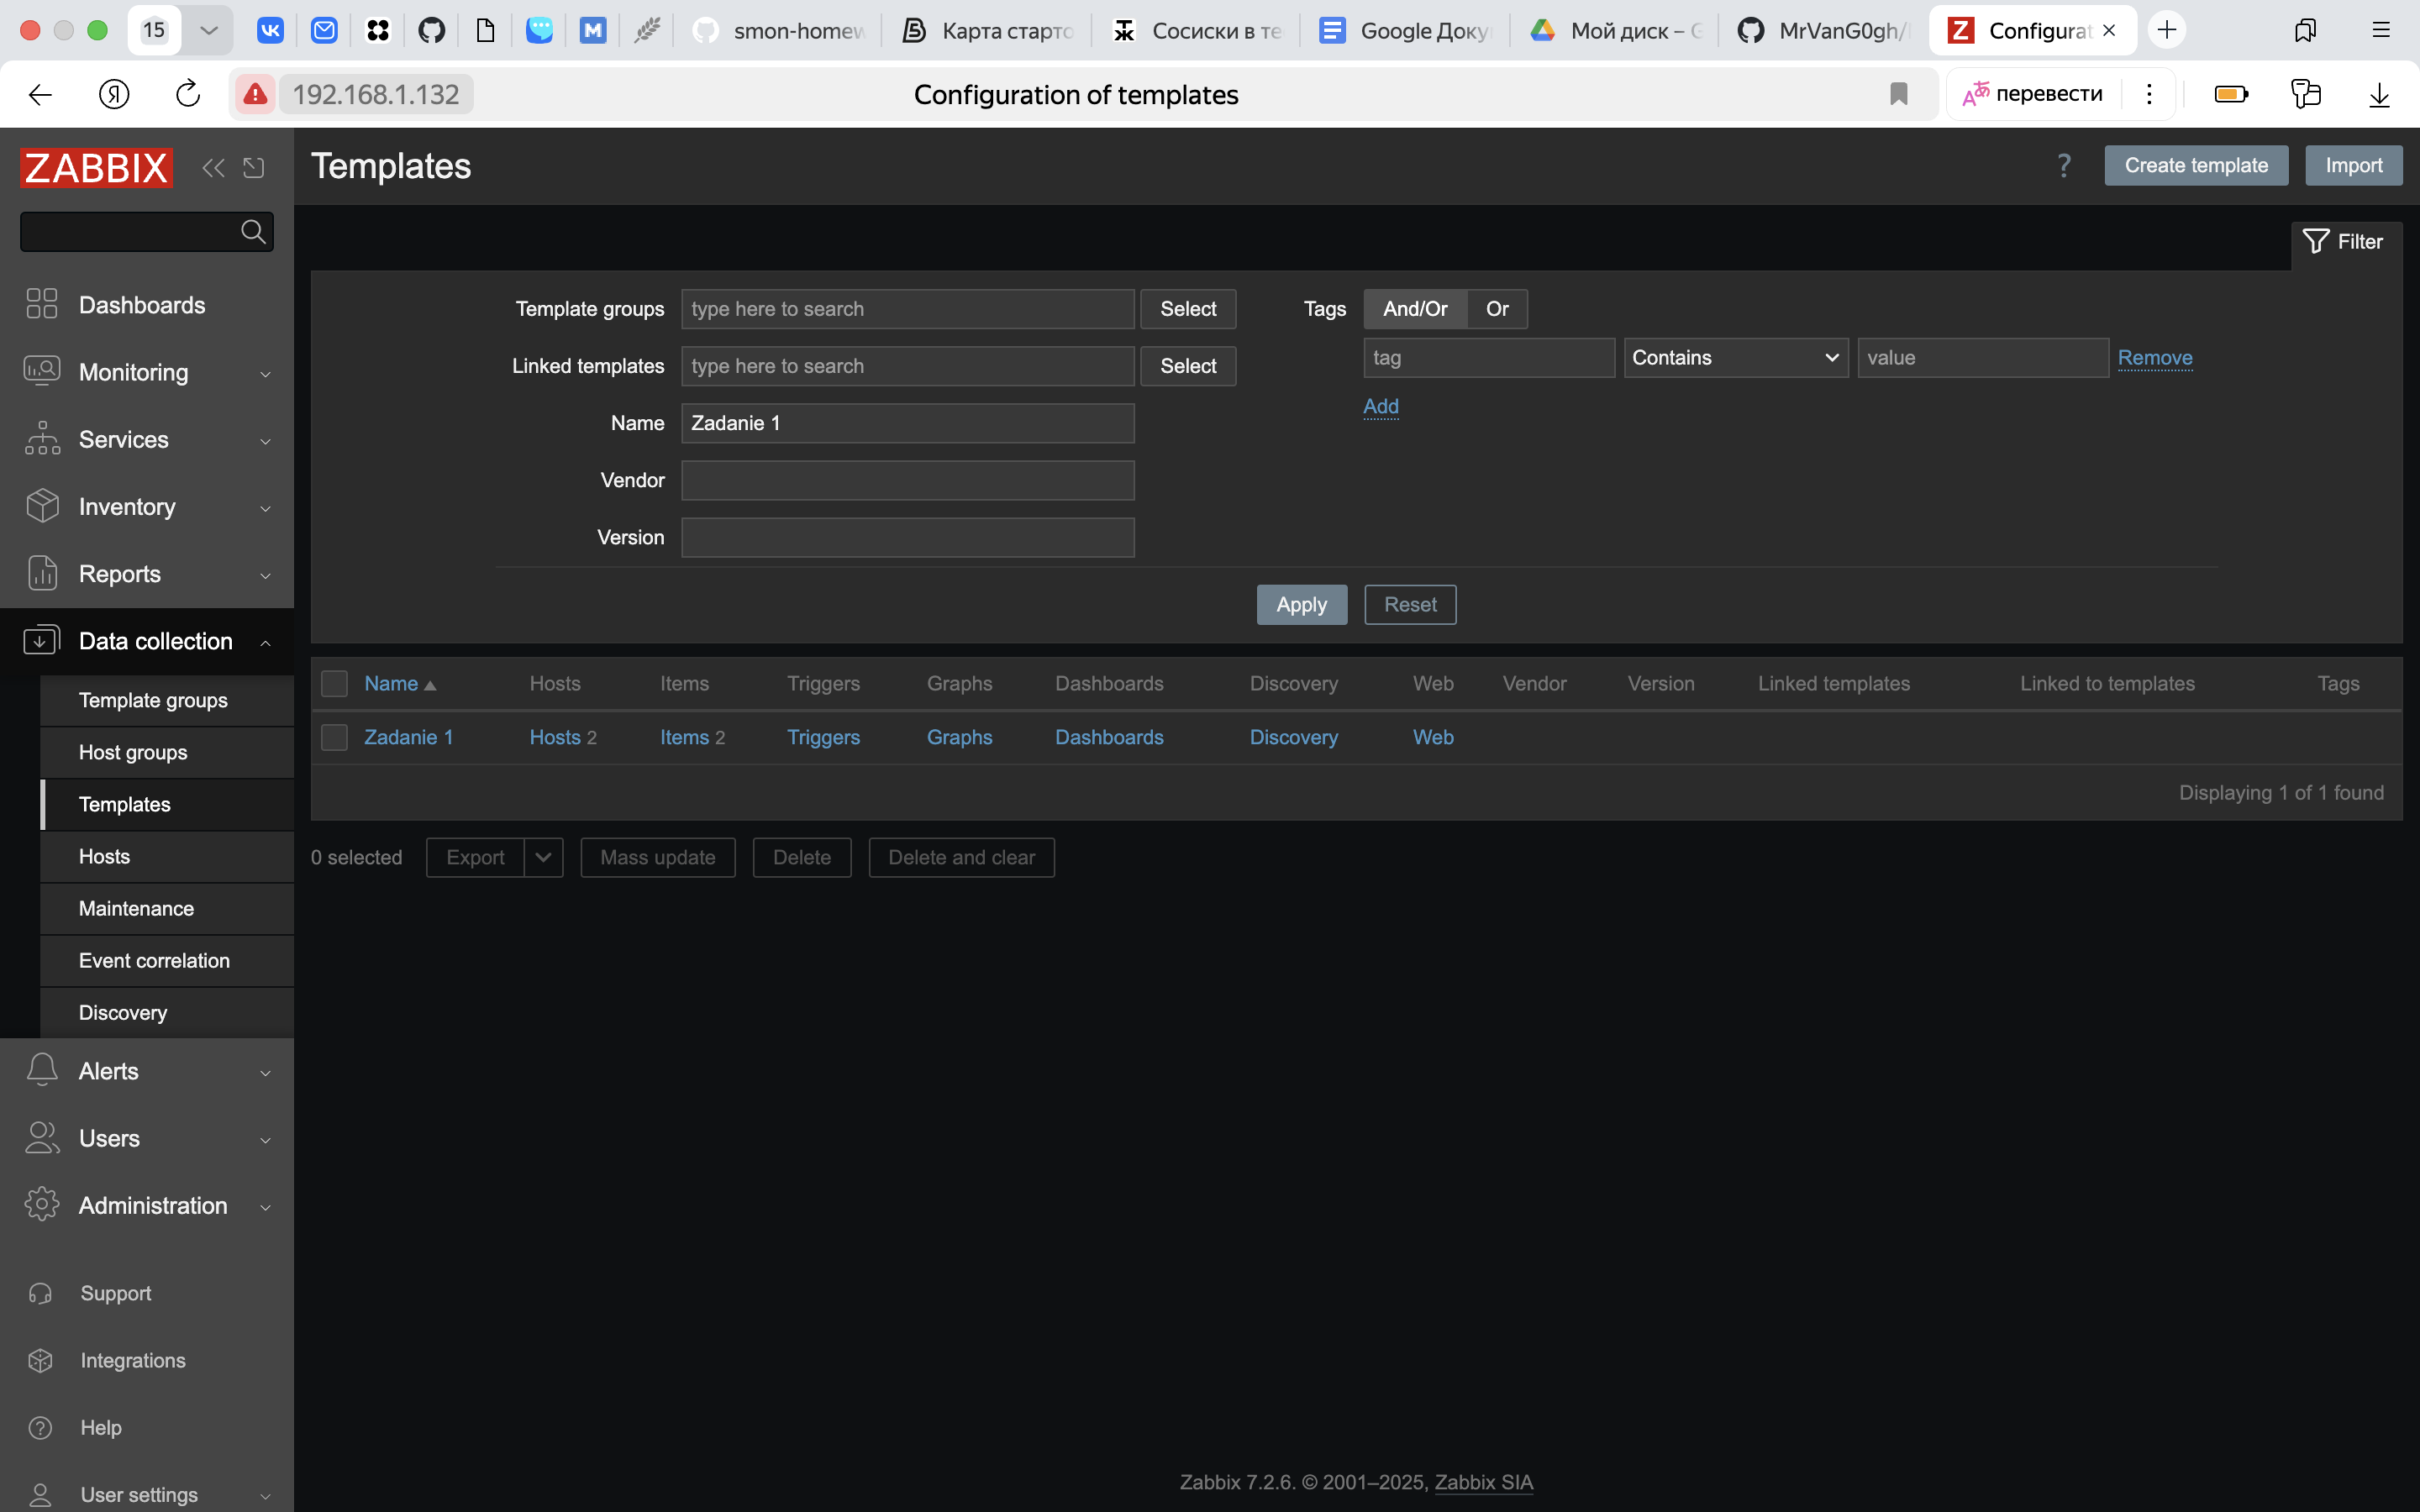 15
smon-homew
Карта старто
Сосиски в те
Google Доку
Мой диск – G
MrVanG0gh/
Configurat
192.168.1.132
Configuration of templates
перевести
ZABBIX
Templates
?
Create template
Import
Filter
Dashboards
Monitoring
Services
Inventory
Reports
Data collection
Template groups
Host groups
Templates
Hosts
Maintenance
Event correlation
Discovery
Alerts
Users
Administration
Support
Integrations
Help
User settings
Template groups type here to search Select
Linked templates type here to search Select
Name Zadanie 1
Vendor
Version
Tags And/Or Or
tag Contains value Remove
Add
Apply Reset
Name Hosts Items Triggers Graphs Dashboards Discovery Web Vendor Version Linked templates Linked to templates Tags
Zadanie 1 Hosts 2 Items 2 Triggers Graphs Dashboards Discovery Web
Displaying 1 of 1 found
0 selected Export Mass update Delete Delete and clear
Zabbix 7.2.6. © 2001–2025, Zabbix SIA